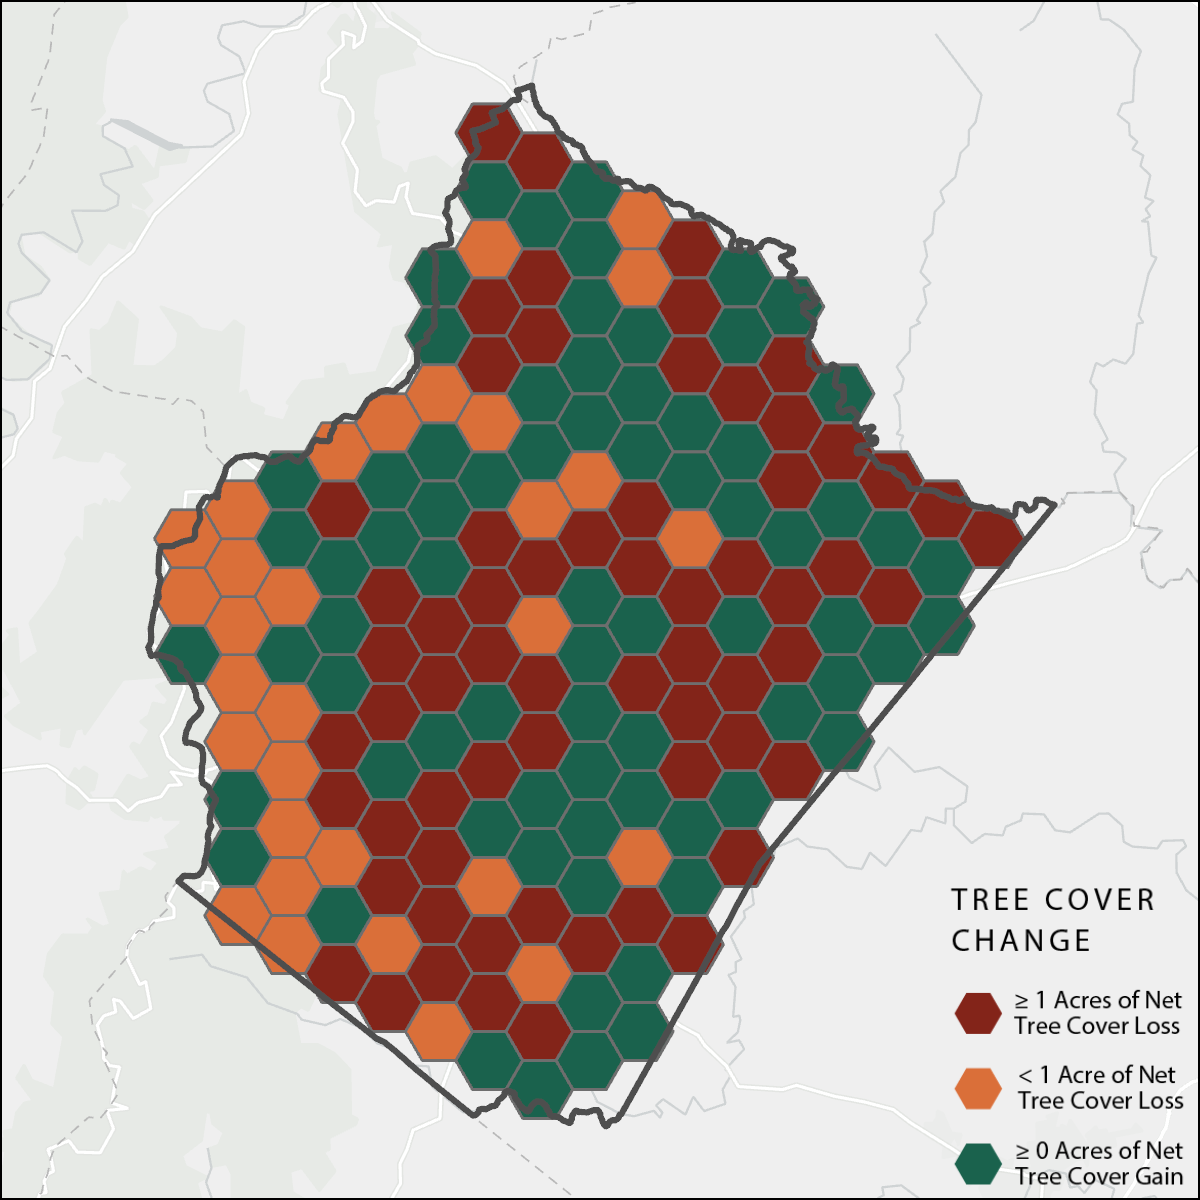 TREE COVER
CHANGE
≥ 1 Acres of Net
Tree Cover Loss
< 1 Acre of Net
Tree Cover Loss
≥ 0 Acres of Net
Tree Cover Gain